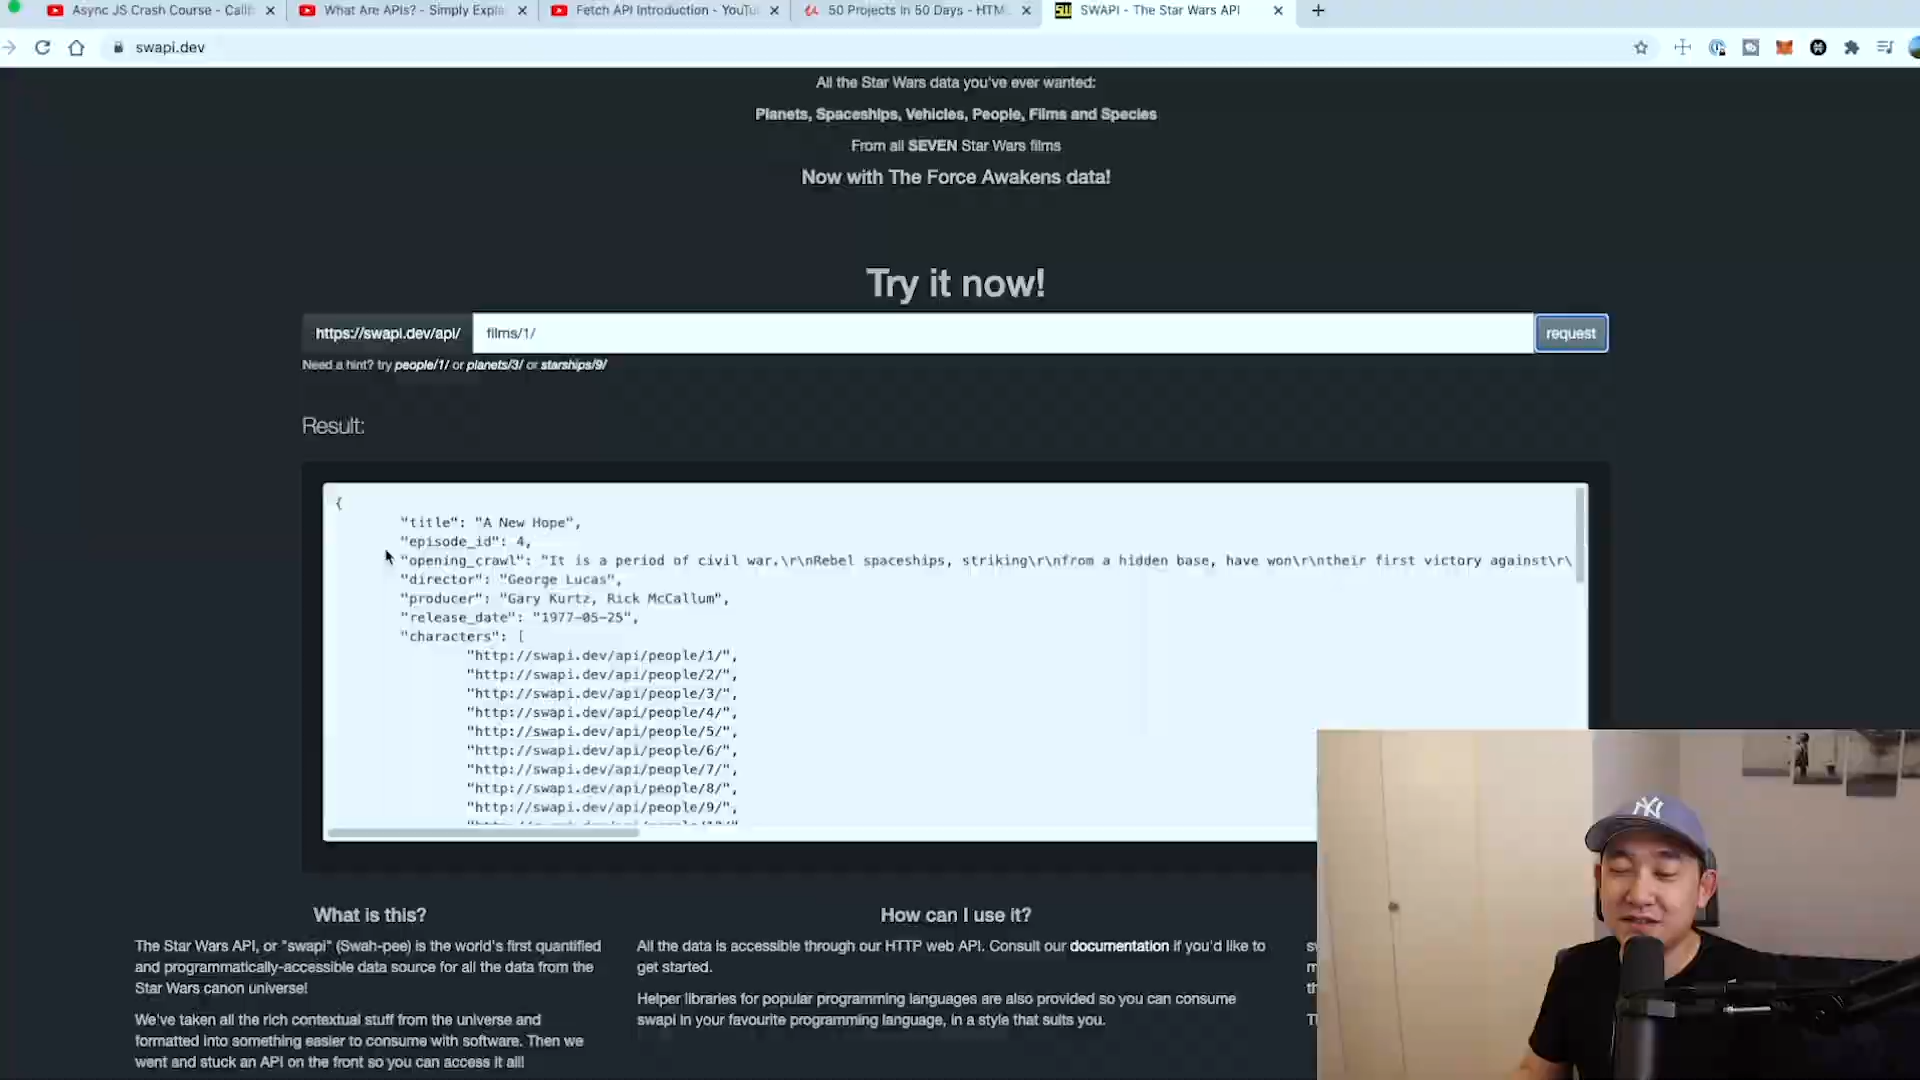 Async JS Crash Course - Callb
What Are APIs? - Simply Expla
Fetch API Introduction - YouTu
50 Projects In 50 Days - HTM
SWAPI - The Star Wars API
swapi.dev
All the Star Wars data you've ever wanted:
Planets, Spaceships, Vehicles, People, Films and Species
From all SEVEN Star Wars films
Now with The Force Awakens data!
Try it now!
https://swapi.dev/api/
films/1/
request
Need a hint? try people/1/ or planets/3/ or starships/9/
Result:
{
"title": "A New Hope",
"episode_id": 4,
"opening_crawl": "It is a period of civil war.\r\nRebel spaceships, striking\r\nfrom a hidden base, have won\r\ntheir first victory against\r\
"director": "George Lucas",
"producer": "Gary Kurtz, Rick McCallum",
"release_date": "1977-05-25",
"characters": [
"http://swapi.dev/api/people/1/",
"http://swapi.dev/api/people/2/",
"http://swapi.dev/api/people/3/",
"http://swapi.dev/api/people/4/",
"http://swapi.dev/api/people/5/",
"http://swapi.dev/api/people/6/",
"http://swapi.dev/api/people/7/",
"http://swapi.dev/api/people/8/",
"http://swapi.dev/api/people/9/",
What is this?
The Star Wars API, or "swapi" (Swah-pee) is the world's first quantified
and programmatically-accessible data source for all the data from the
Star Wars canon universe!
We've taken all the rich contextual stuff from the universe and
formatted into something easier to consume with software. Then we
went and stuck an API on the front so you can access it all!
How can I use it?
All the data is accessible through our HTTP web API. Consult our documentation if you'd like to
get started.
Helper libraries for popular programming languages are also provided so you can consume
swapi in your favourite programming language, in a style that suits you.
NY